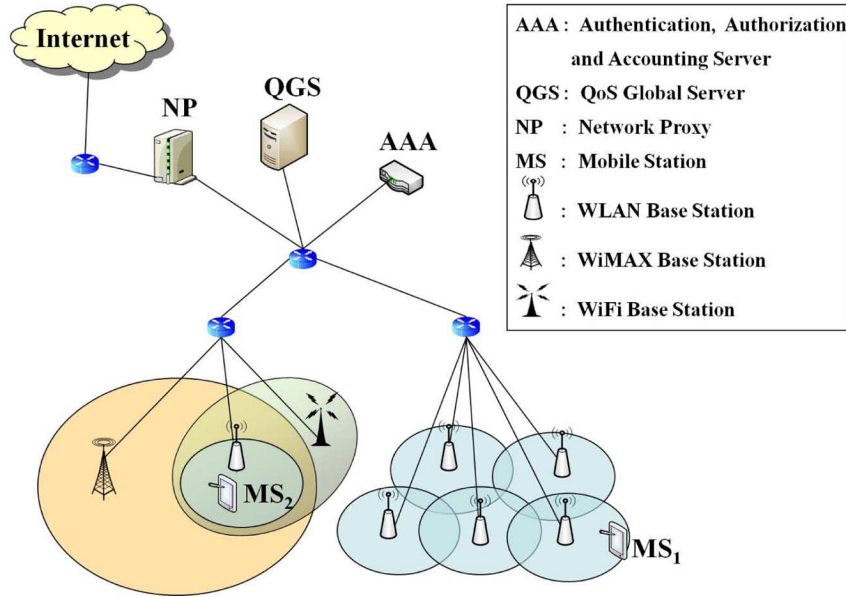 Internet
NP
QGS
AAA
AAA : Authentication, Authorization
and Accounting Server
QGS : QoS Global Server
NP : Network Proxy
MS : Mobile Station
: WLAN Base Station
: WiMAX Base Station
: WiFi Base Station
MS2
MS1